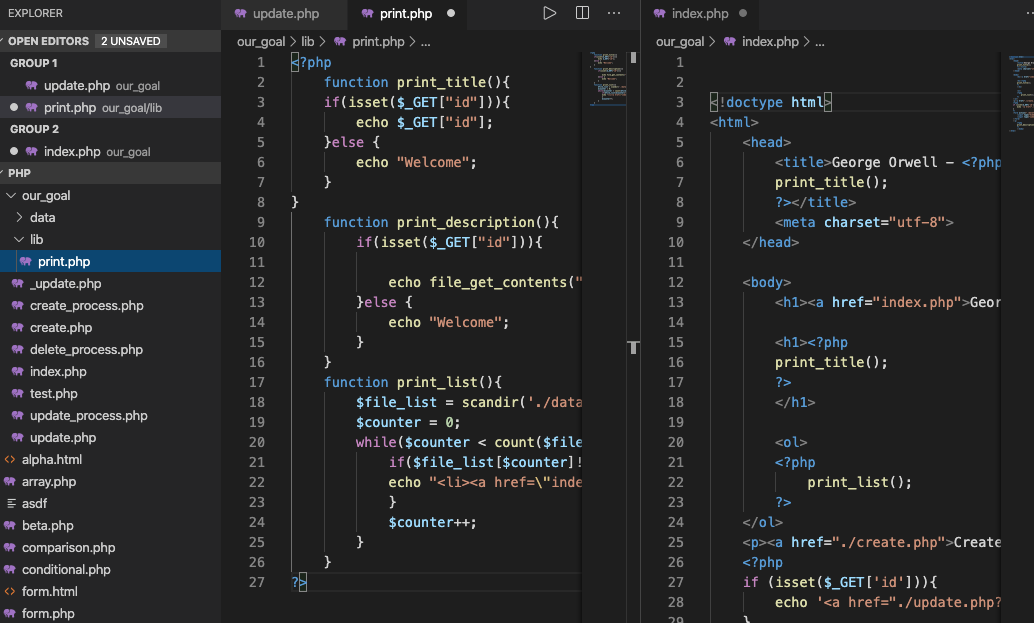 EXPLORER
OPEN EDITORS 2 UNSAVED
GROUP 1
update.php our_goal
print.php our_goal/lib
GROUP 2
index.php our_goal
PHP
our_goal
data
lib
print.php
_update.php
create_process.php
create.php
delete_process.php
index.php
test.php
update_process.php
update.php
alpha.html
array.php
asdf
beta.php
comparison.php
conditional.php
form.html
form.php
update.php print.php
our_goal > lib > print.php > ...
1 <?php
2 function print_title(){
3 if(isset($_GET["id"])){
4 echo $_GET["id"];
5 }else {
6 echo "Welcome";
7 }
8 }
9 function print_description(){
10 if(isset($_GET["id"])){
11
12 echo file_get_contents("
13 }else {
14 echo "Welcome";
15 }
16 }
17 function print_list(){
18 $file_list = scandir('./data
19 $counter = 0;
20 while($counter < count($file
21 if($file_list[$counter]!
22 echo "<li><a href=\"inde
23 }
24 $counter++;
25 }
26 }
27 ?>
index.php
our_goal > index.php > ...
1
2
3 <!doctype html>
4 <html>
5 <head>
6 <title>George Orwell - <?php
7 print_title();
8 ?></title>
9 <meta charset="utf-8">
10 </head>
11
12 <body>
13 <h1><a href="index.php">Geor
14
15 <h1><?php
16 print_title();
17 ?>
18 </h1>
19
20 <ol>
21 <?php
22 print_list();
23 ?>
24 </ol>
25 <p><a href="./create.php">Create
26 <?php
27 if (isset($_GET['id'])){
28 echo '<a href="./update.php?
29 }